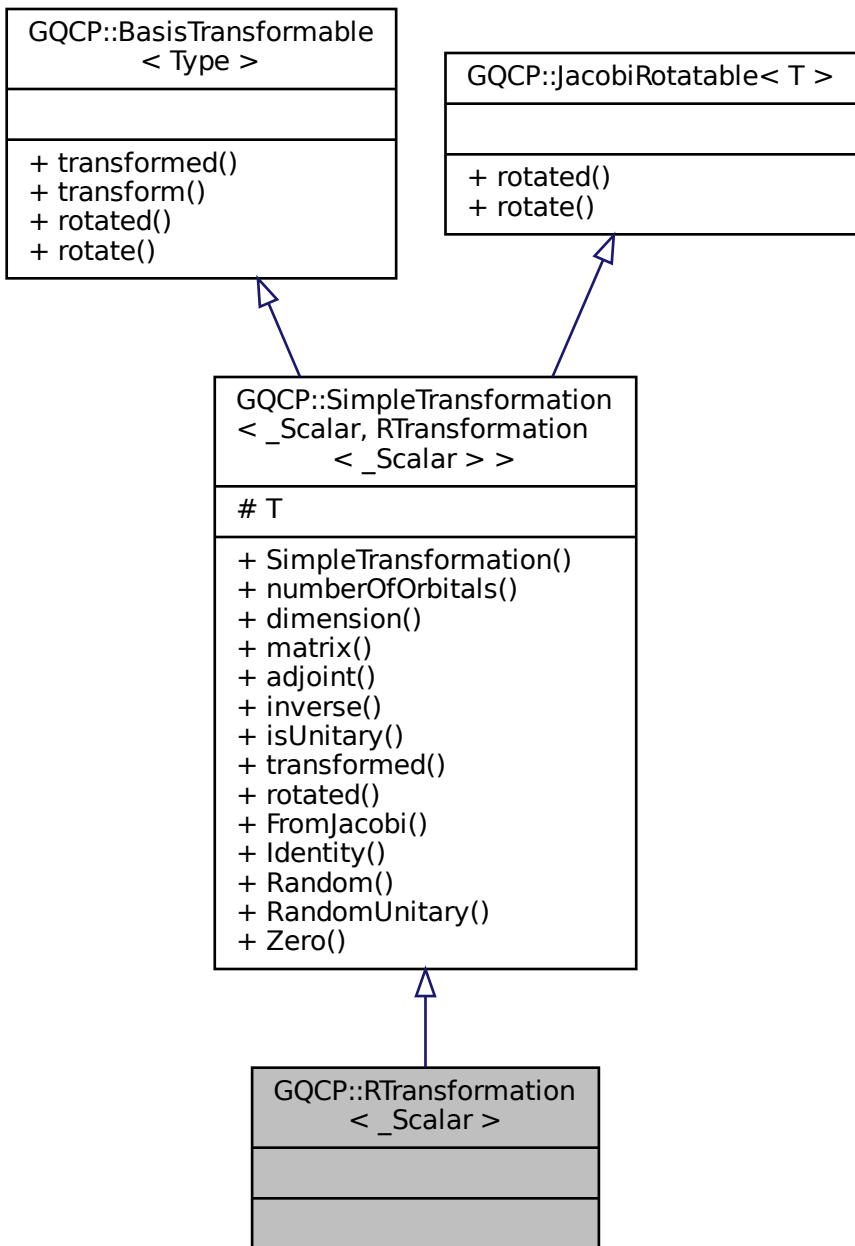 GQCP::BasisTransformable
< Type >
+ transformed()
+ transform()
+ rotated()
+ rotate()
GQCP::JacobiRotatable< T >
+ rotated()
+ rotate()
GQCP::SimpleTransformation
< _Scalar, RTransformation
< _Scalar > >
# T
+ SimpleTransformation()
+ numberOfOrbitals()
+ dimension()
+ matrix()
+ adjoint()
+ inverse()
+ isUnitary()
+ transformed()
+ rotated()
+ FromJacobi()
+ Identity()
+ Random()
+ RandomUnitary()
+ Zero()
GQCP::RTransformation
< _Scalar >